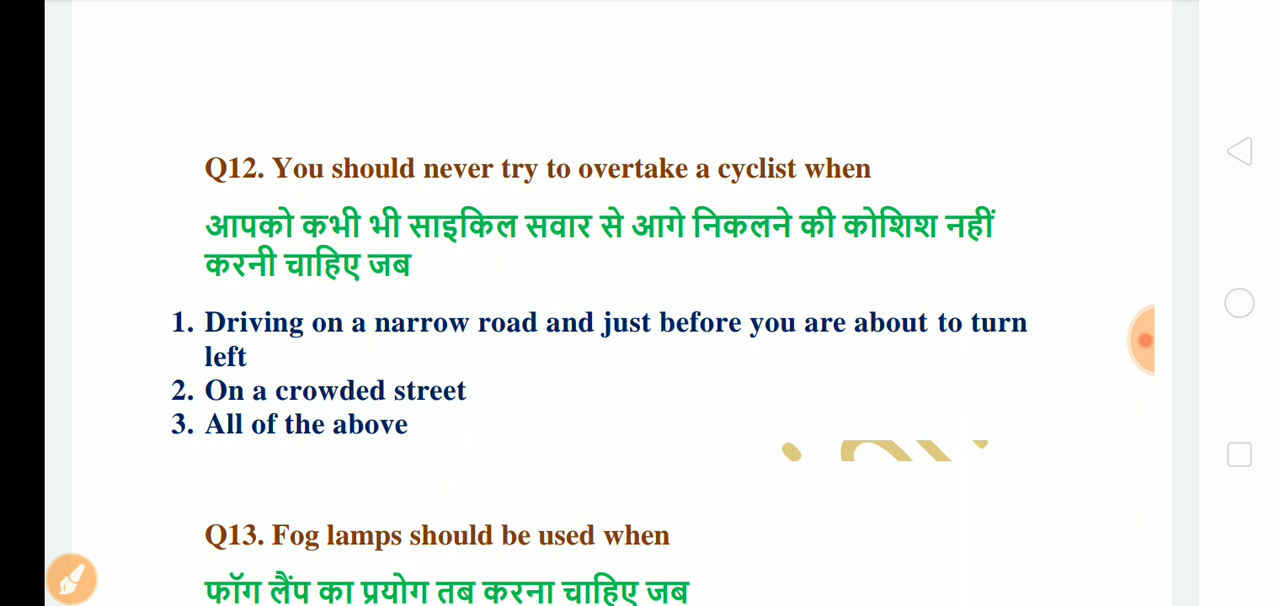 Q12. You should never try to overtake a cyclist when
आपको कभी भी साइकिल सवार से आगे निकलने की कोशिश नहीं
करनी चाहिए जब
1. Driving on a narrow road and just before you are about to turn
left
2. On a crowded street
3. All of the above
Q13. Fog lamps should be used when
फॉग लैंप का प्रयोग तब करना चाहिए जब